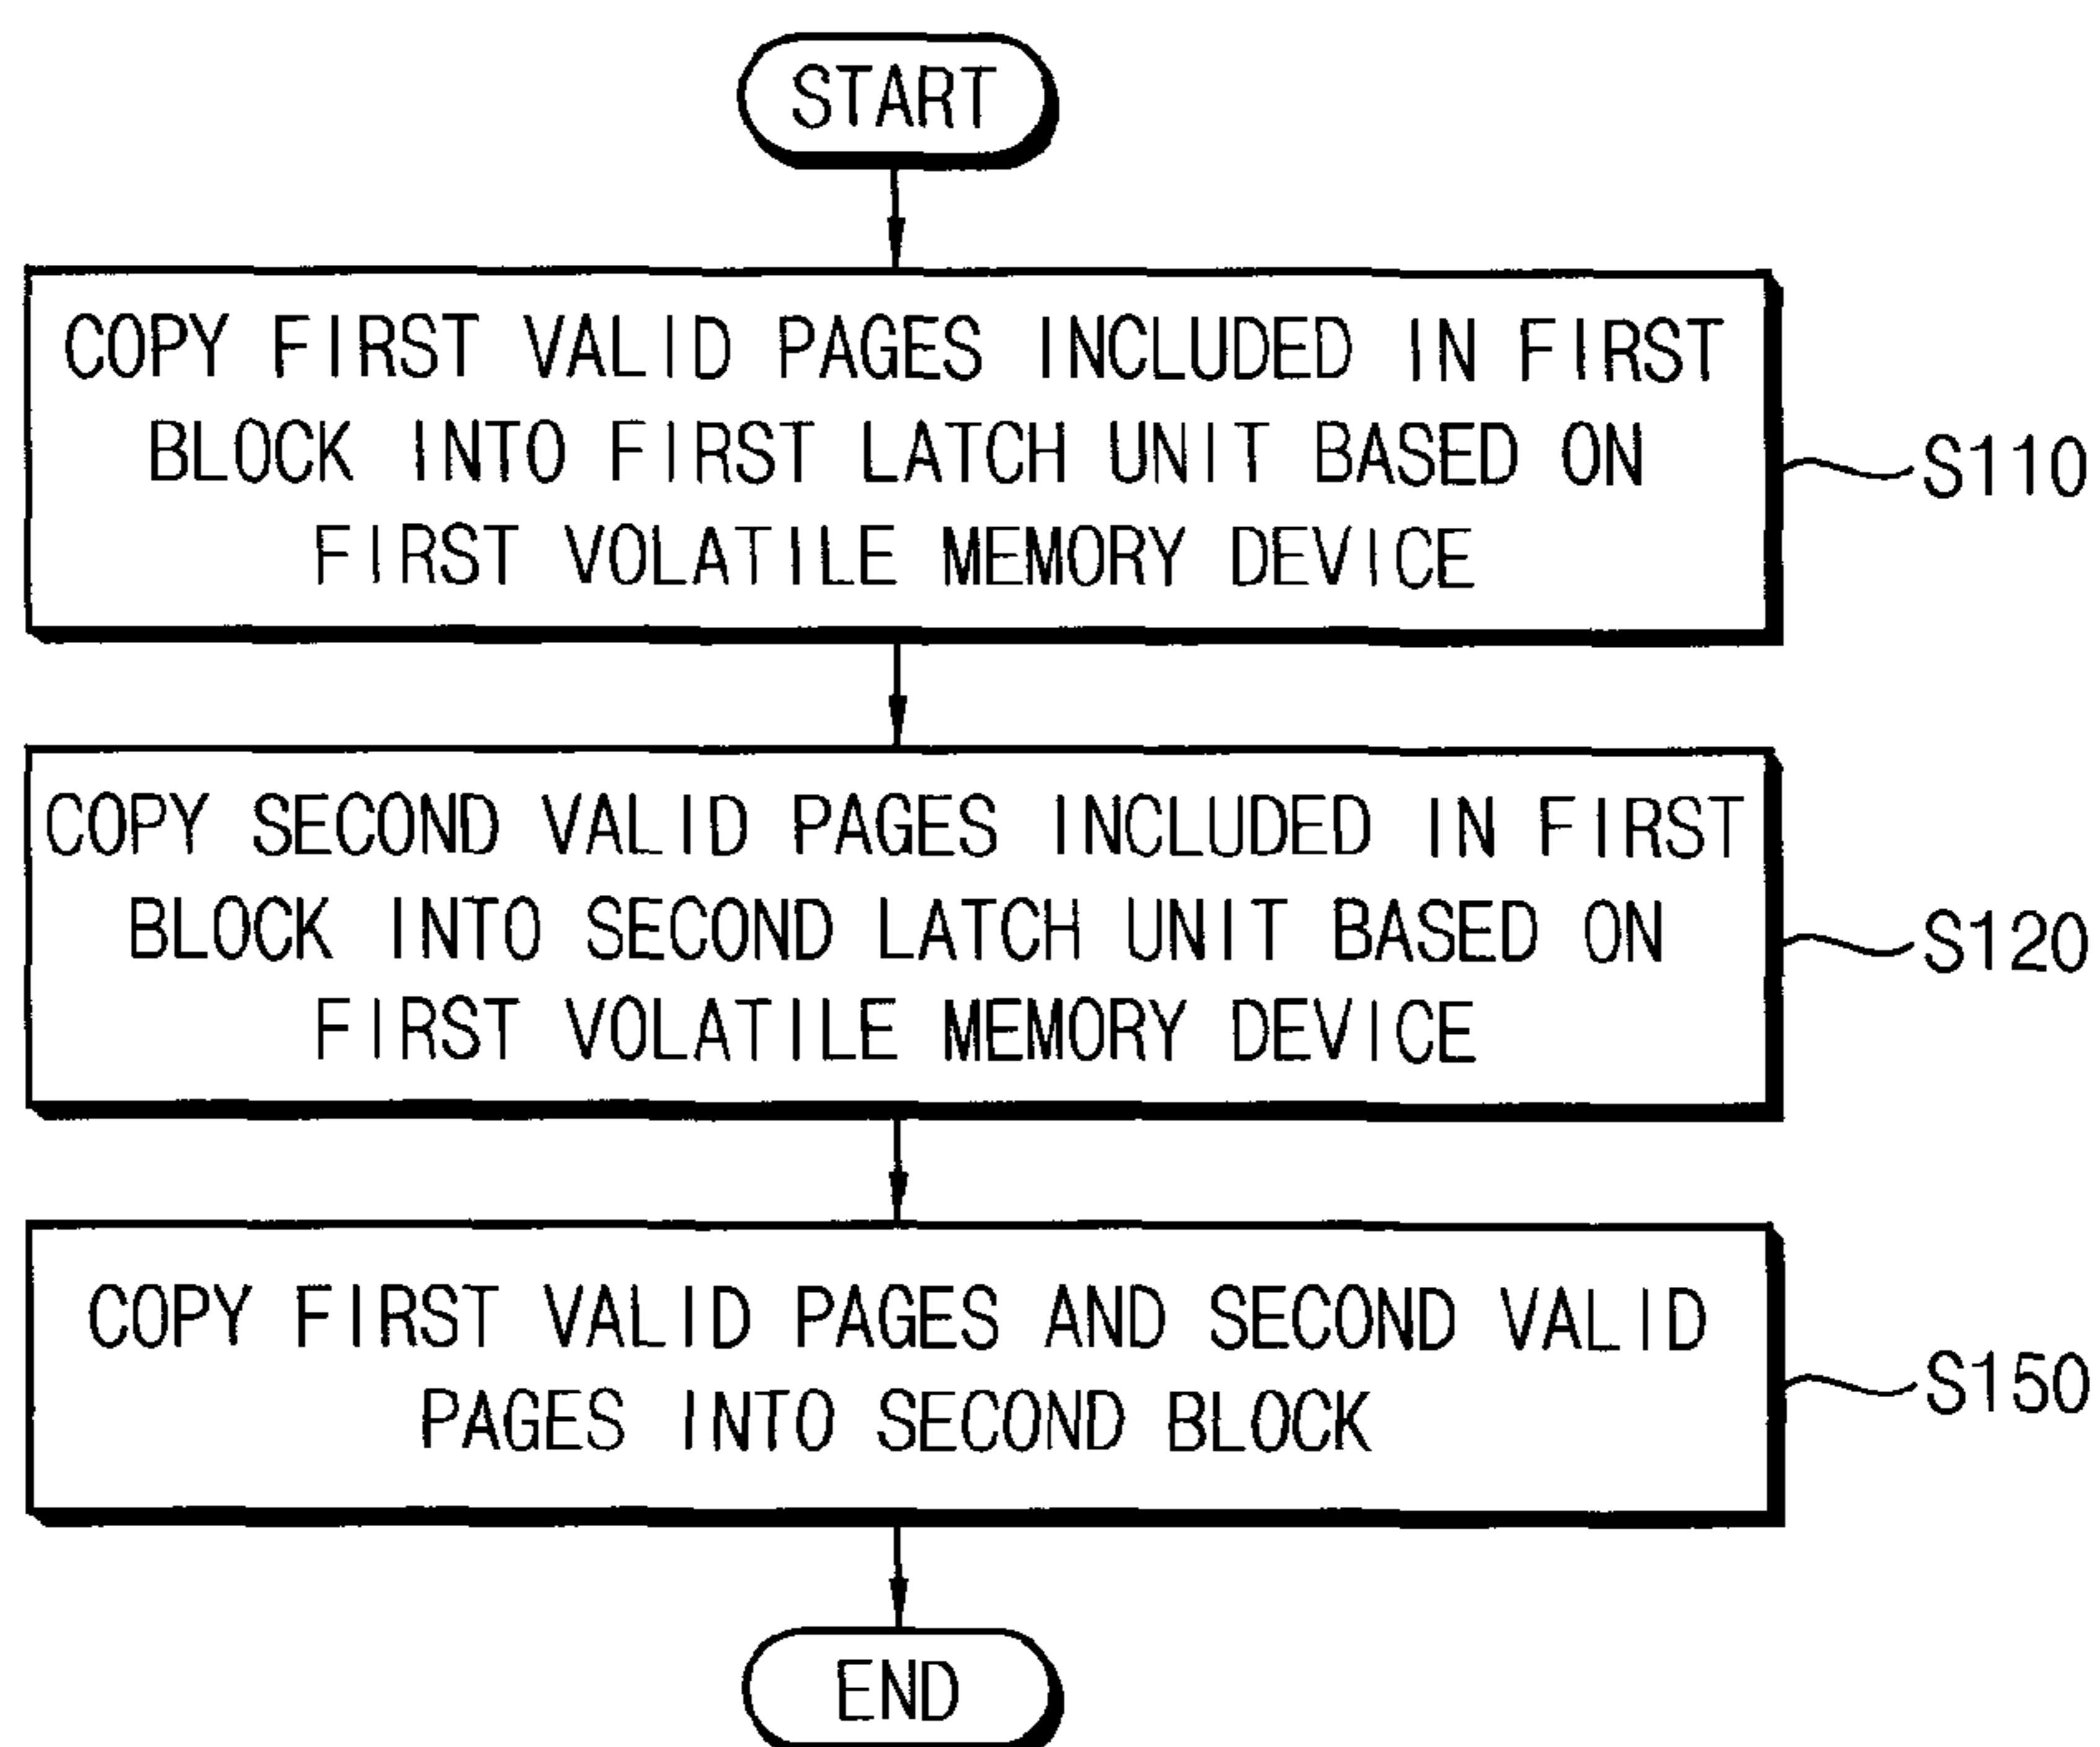 START
COPY FIRST VALID PAGES INCLUDED IN FIRST
BLOCK INTO FIRST LATCH UNIT BASED ON
FIRST VOLATILE MEMORY DEVICE
S110
COPY SECOND VALID PAGES INCLUDED IN FIRST
BLOCK INTO SECOND LATCH UNIT BASED ON
FIRST VOLATILE MEMORY DEVICE
S120
COPY FIRST VALID PAGES AND SECOND VALID
PAGES INTO SECOND BLOCK
S150
END